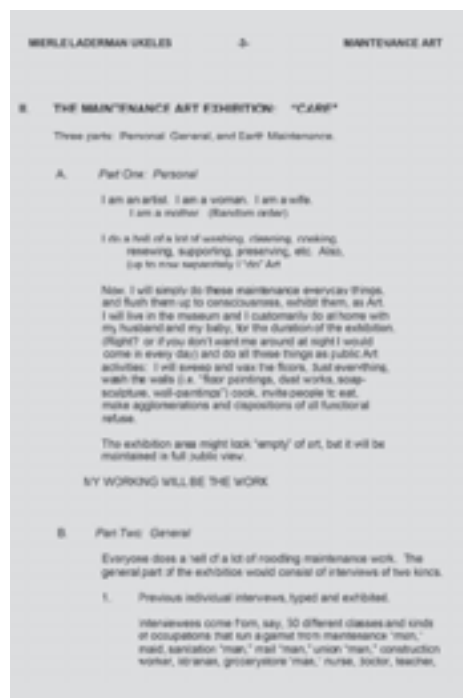 MIERLE LADERMAN UKELES -3- MAINTENANCE ART
II. THE MAINTENANCE ART EXHIBITION: "CARE"
Three parts: Personal, General, and Earth Maintenance.
A. Part One: Personal
I am an artist. I am a woman. I am a wife.
I am a mother. (Random order).
I do a hell of a lot of washing, cleaning, cooking,
renewing, supporting, preserving, etc. Also,
(up to now separately) I "do" Art.
Now, I will simply do these maintenance everyday things,
and flush them up to consciousness, exhibit them, as Art.
I will live in the museum and I customarily do at home with
my husband and my baby, for the duration of the exhibition.
(Right? or if you don't want me around at night I would
come in every day) and do all these things as public Art
activities: I will sweep and wax the floors, dust everything,
wash the walls (i.e. "floor paintings, dust works, soap-
sculpture, wall-paintings") cook, invite people to eat,
make agglomerations and dispositions of all functional
refuse.
The exhibition area might look "empty" of art, but it will be
maintained in full public view.
MY WORKING WILL BE THE WORK
B. Part Two: General
Everyone does a hell of a lot of noodling maintenance work. The
general part of the exhibition would consist of interviews of two kinds.
1. Previous individual interviews, typed and exhibited.
Interviewees come from, say, 50 different classes and kinds
of occupations that run a gamut from maintenance "man,"
maid, sanitation "man," mail "man," union "man," construction
worker, librarian, grocerystore "man," nurse, doctor, teacher,